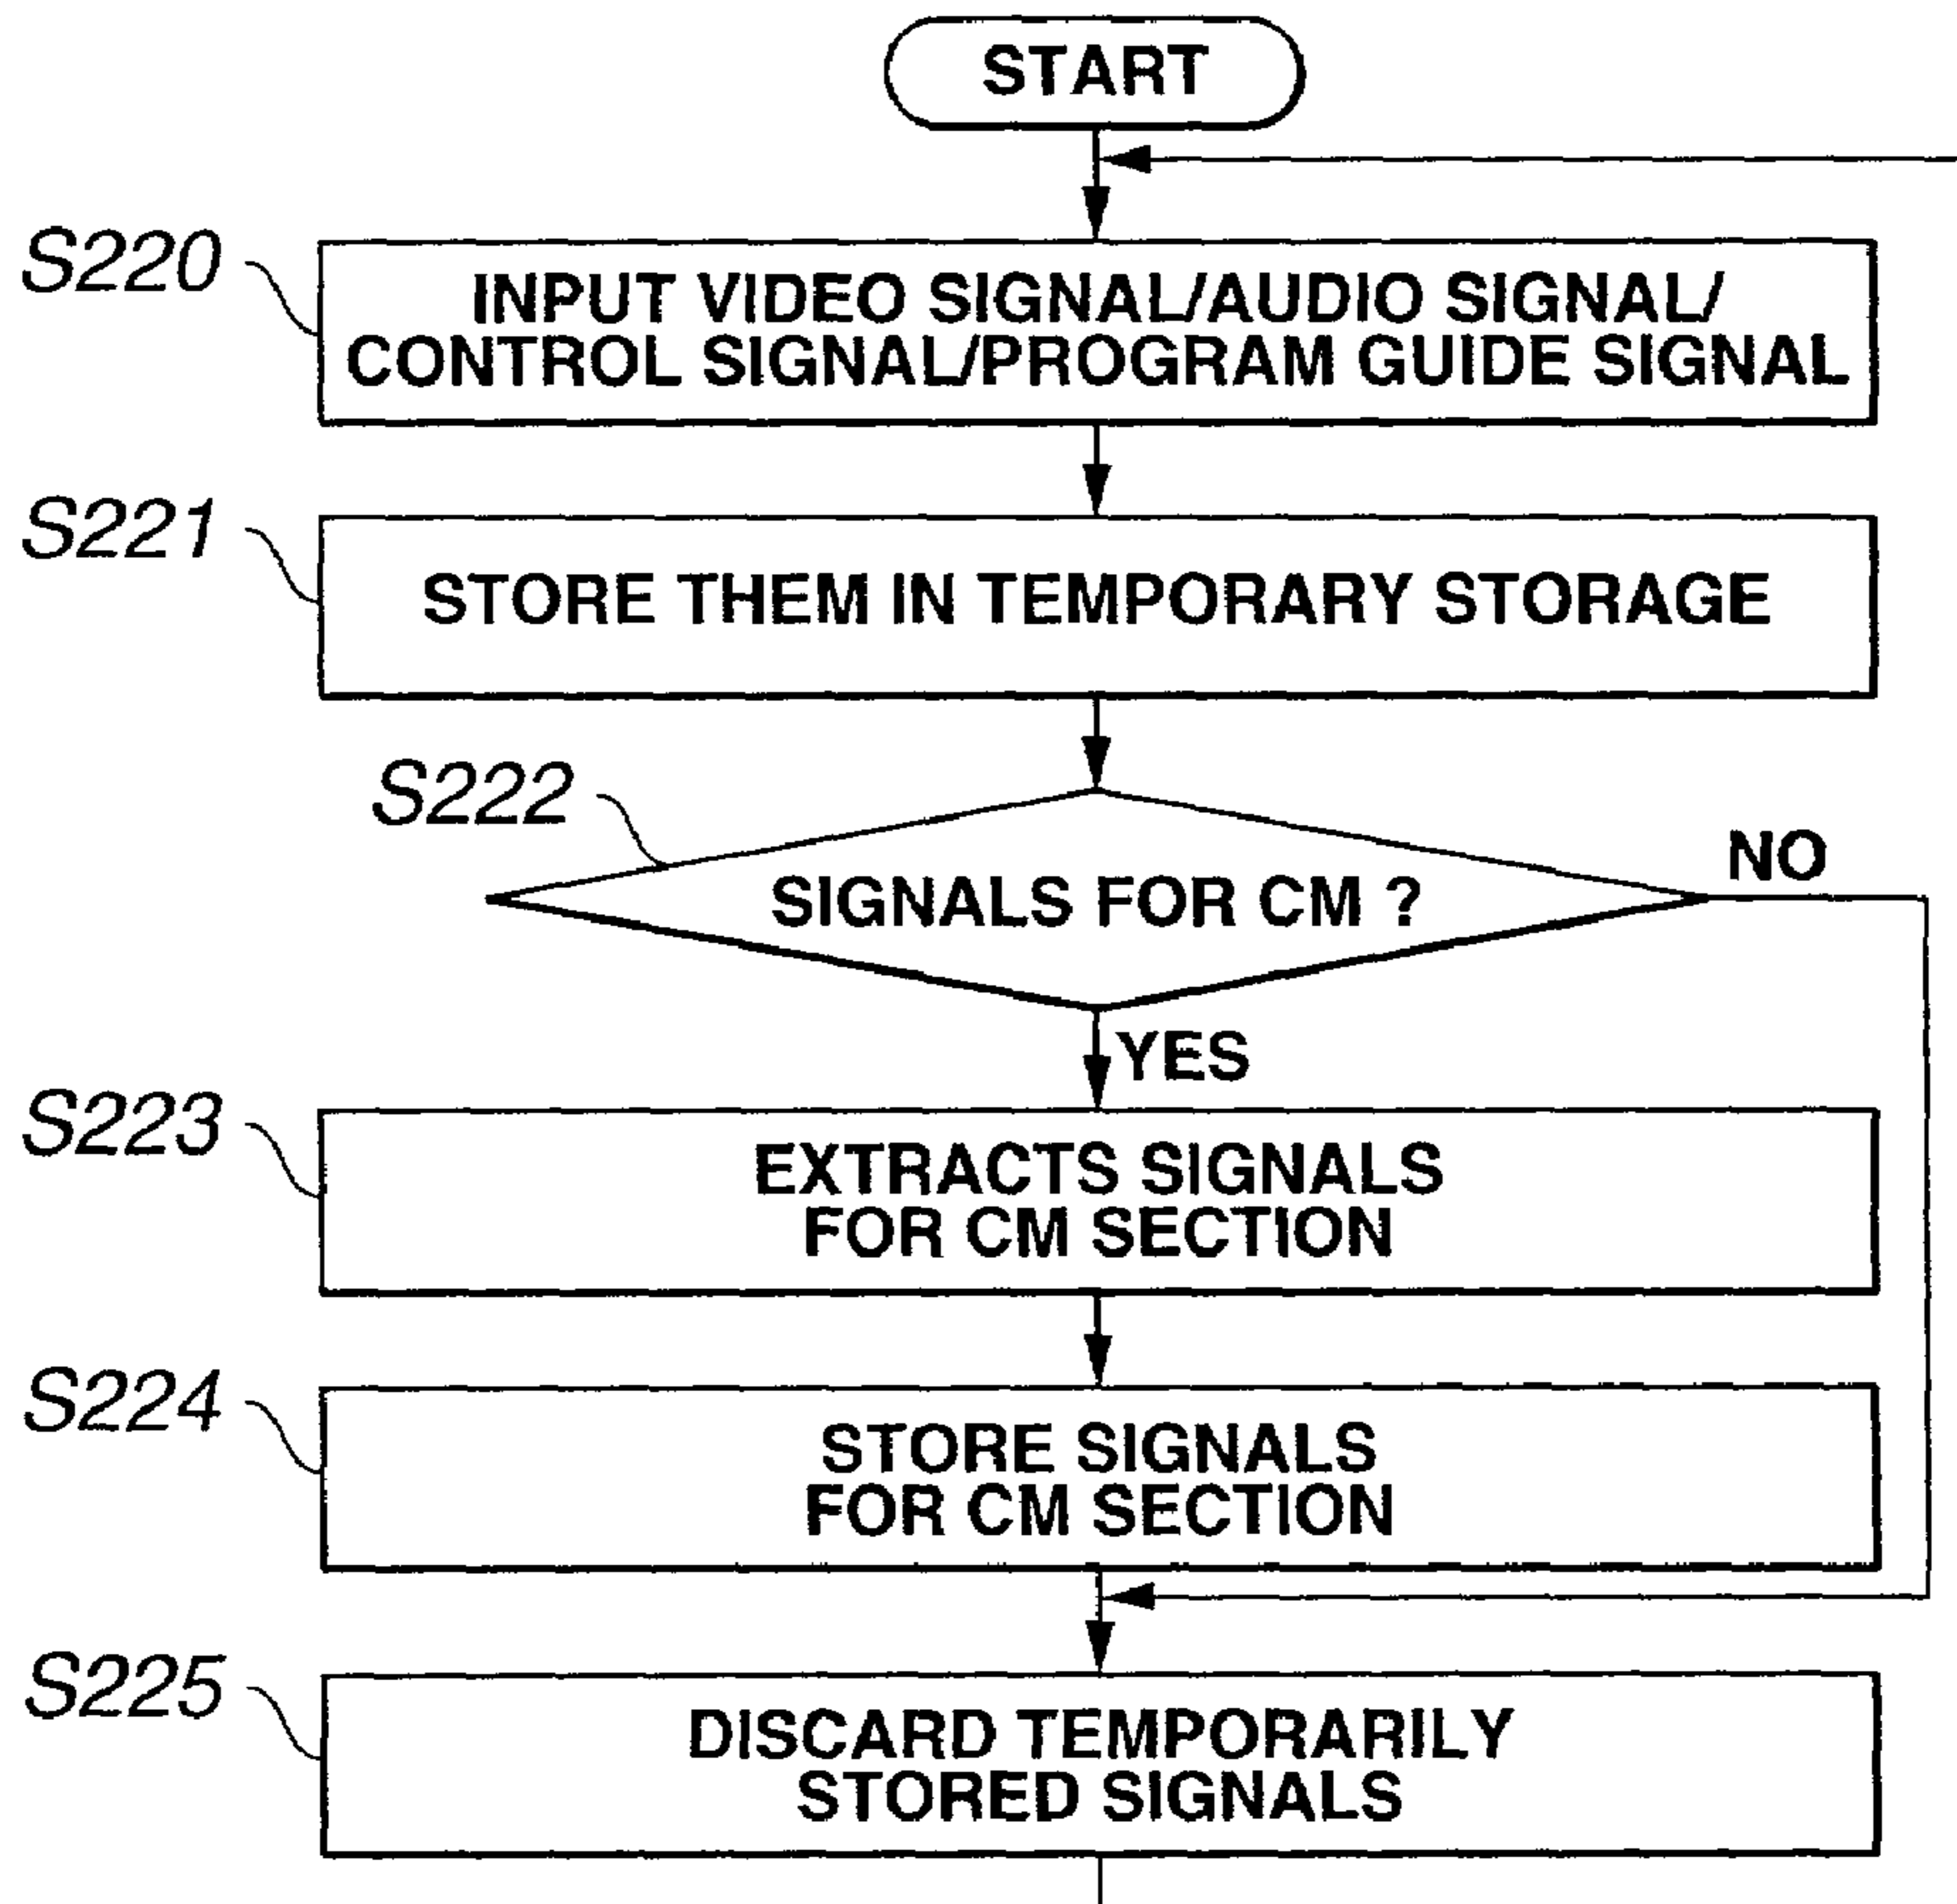 START
S220
INPUT VIDEO SIGNAL/AUDIO SIGNAL/
CONTROL SIGNAL/PROGRAM GUIDE SIGNAL
S221
STORE THEM IN TEMPORARY STORAGE
S222
SIGNALS FOR CM ?
NO
YES
S223
EXTRACTS SIGNALS
FOR CM SECTION
S224
STORE SIGNALS
FOR CM SECTION
S225
DISCARD TEMPORARILY
STORED SIGNALS